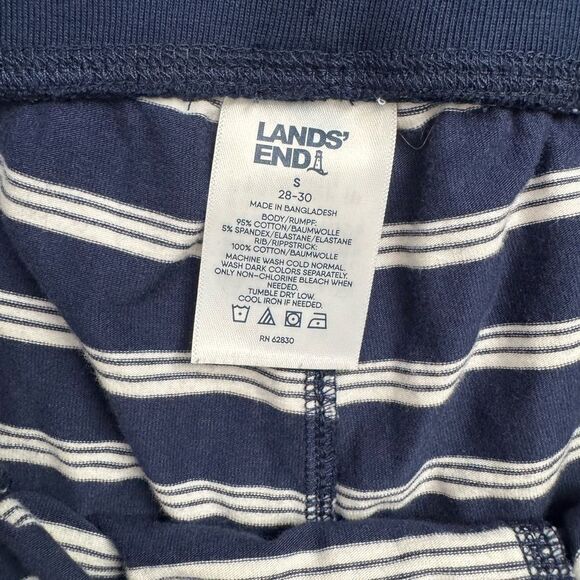 LANDS'
END
S
28-30
MADE IN BANGLADESH
BODY/RUMPF:
95% COTTON/BAUMWOLLE
5% SPANDEX/ELASTANE/ELASTANE
RIB/RIPPSTRICK:
100% COTTON/BAUMWOLLE
MACHINE WASH COLD NORMAL.
WASH DARK COLORS SEPARATELY.
ONLY NON-CHLORINE BLEACH WHEN
NEEDED.
TUMBLE DRY LOW.
COOL IRON IF NEEDED.
RN 62830